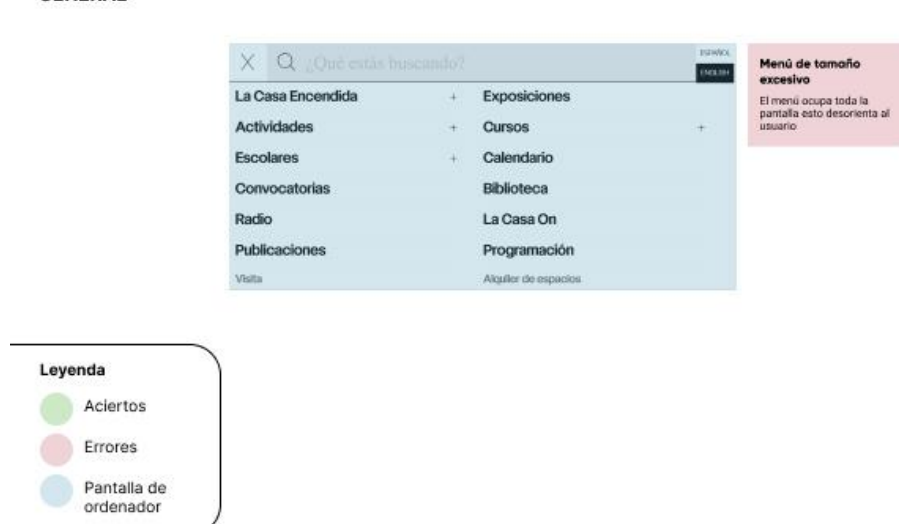 ¿Qué estás buscando?
ESPAÑOL
ENGLISH
La Casa Encendida +
Exposiciones
Actividades +
Cursos +
Escolares +
Calendario
Convocatorias
Biblioteca
Radio
La Casa On
Publicaciones
Programación
Visita
Alquiler de espacios
Menú de tamaño
excesivo
El menú ocupa toda la
pantalla esto desorienta al
usuario
Leyenda
Aciertos
Errores
Pantalla de
ordenador